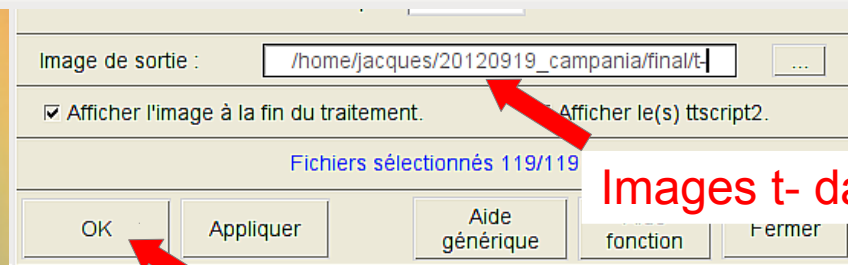 Image de sortie : /home/jacques/20120919_campania/final/t- ...
Afficher l'image à la fin du traitement. Afficher le(s) ttscript2.
Fichiers sélectionnés 119/119
Images t- da
OK Appliquer Aide générique fonction Fermer